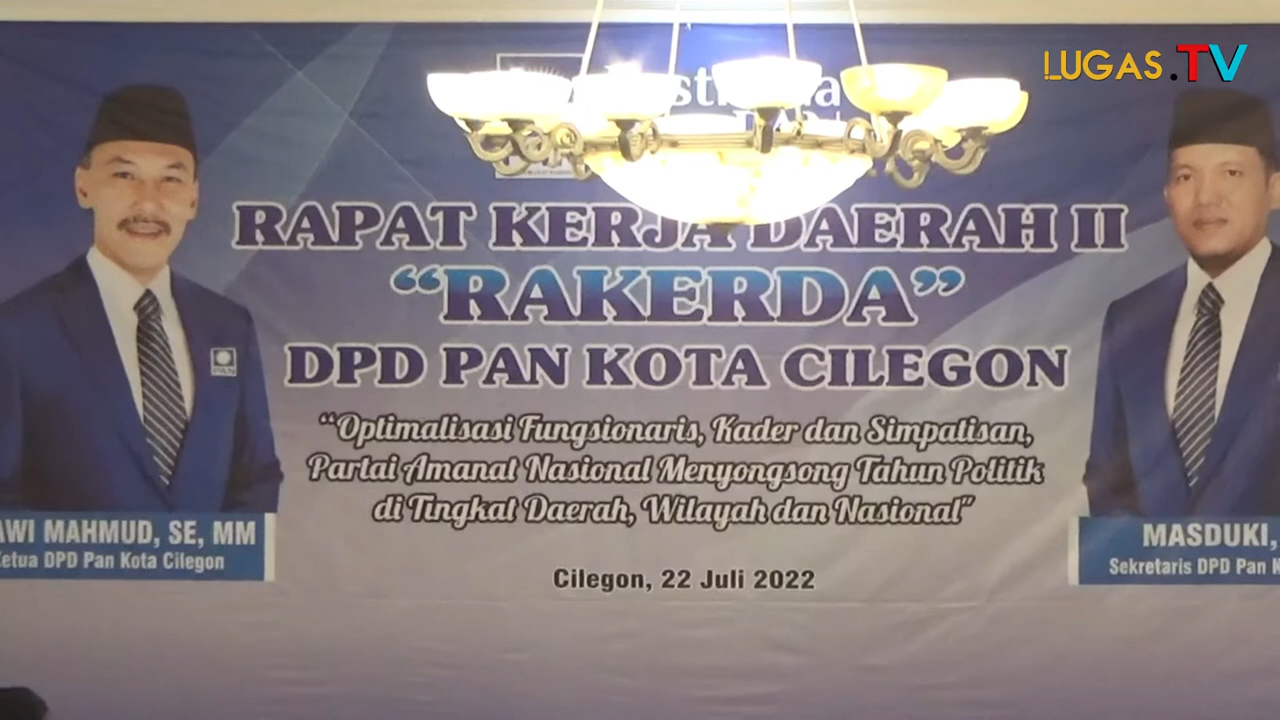 LUGAS.TV
RAPAT KERJA DAERAH II
“RAKERDA”
DPD PAN KOTA CILEGON
“Optimalisasi Fungsionaris, Kader dan Simpatisan,
Partai Amanat Nasional Menyongsong Tahun Politik
di Tingkat Daerah, Wilayah dan Nasional"
Cilegon, 22 Juli 2022
PAN
MAHMUD, SE, MM
DPD Pan Kota Cilegon
MASDUKI,
Sekretaris DPD Pan